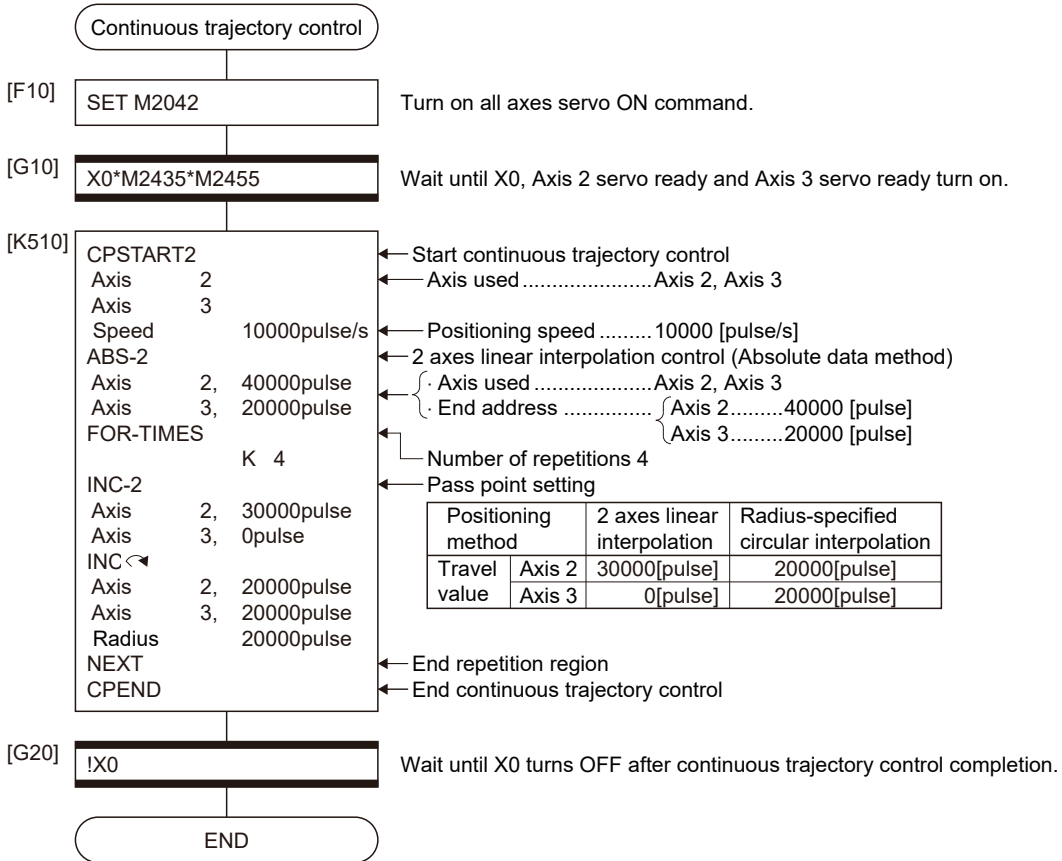 Continuous trajectory control
[F10]
SET M2042
Turn on all axes servo ON command.
[G10]
X0*M2435*M2455
Wait until X0, Axis 2 servo ready and Axis 3 servo ready turn on.
[K510]
CPSTART2
Start continuous trajectory control
Axis 2
Axis used ...................... Axis 2, Axis 3
Axis 3
Speed 10000pulse/s
Positioning speed ......... 10000 [pulse/s]
ABS-2
2 axes linear interpolation control (Absolute data method)
Axis 2, 40000pulse
· Axis used ...................... Axis 2, Axis 3
Axis 3, 20000pulse
· End address ............... Axis 2.........40000 [pulse]
Axis 3.........20000 [pulse]
FOR-TIMES
K 4
Number of repetitions 4
INC-2
Pass point setting
Axis 2, 30000pulse
Axis 3, 0pulse
INC
Axis 2, 20000pulse
Axis 3, 20000pulse
Radius 20000pulse
Positioning method 2 axes linear interpolation Radius-specified circular interpolation
Travel value Axis 2 30000[pulse] 20000[pulse]
Axis 3 0[pulse] 20000[pulse]
NEXT
End repetition region
CPEND
End continuous trajectory control
[G20]
!X0
Wait until X0 turns OFF after continuous trajectory control completion.
END